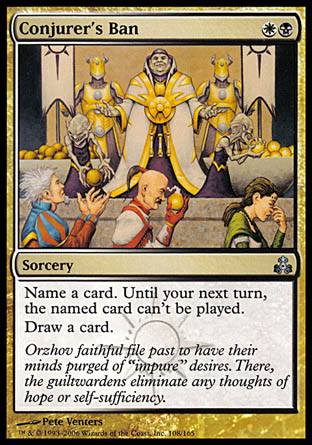 Conjurer's Ban
Sorcery
Name a card. Until your next turn,
the named card can't be played.
Draw a card.
Orzhov faithful file past to have their
minds purged of “impure” desires. There,
the guildwardens eliminate any thoughts of
hope or self-sufficiency.
Pete Venters
™ & © 1993–2006 Wizards of the Coast, Inc. 108/165